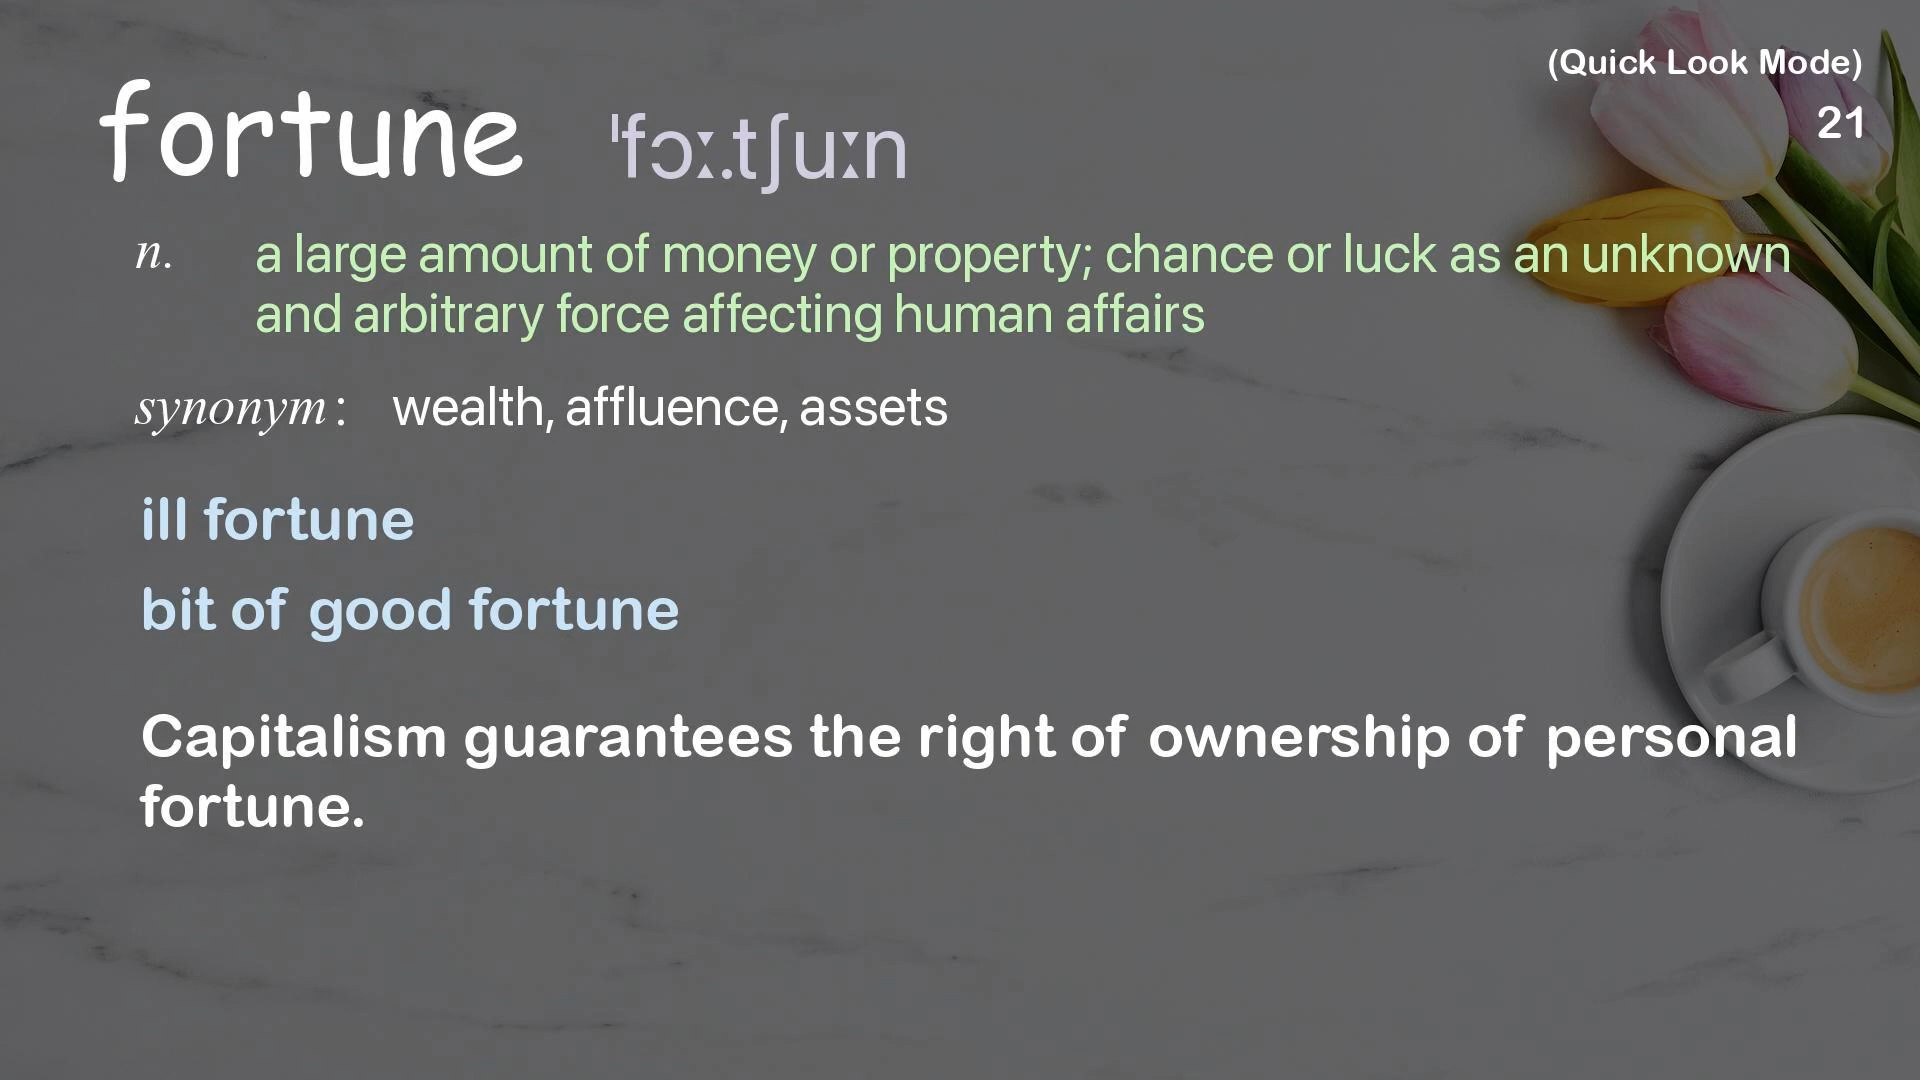 (Quick Look Mode)
21
fortune ˈfɔː.tʃuːn
n. a large amount of money or property; chance or luck as an unknown
and arbitrary force affecting human affairs
synonym: wealth, affluence, assets
ill fortune
bit of good fortune
Capitalism guarantees the right of ownership of personal
fortune.